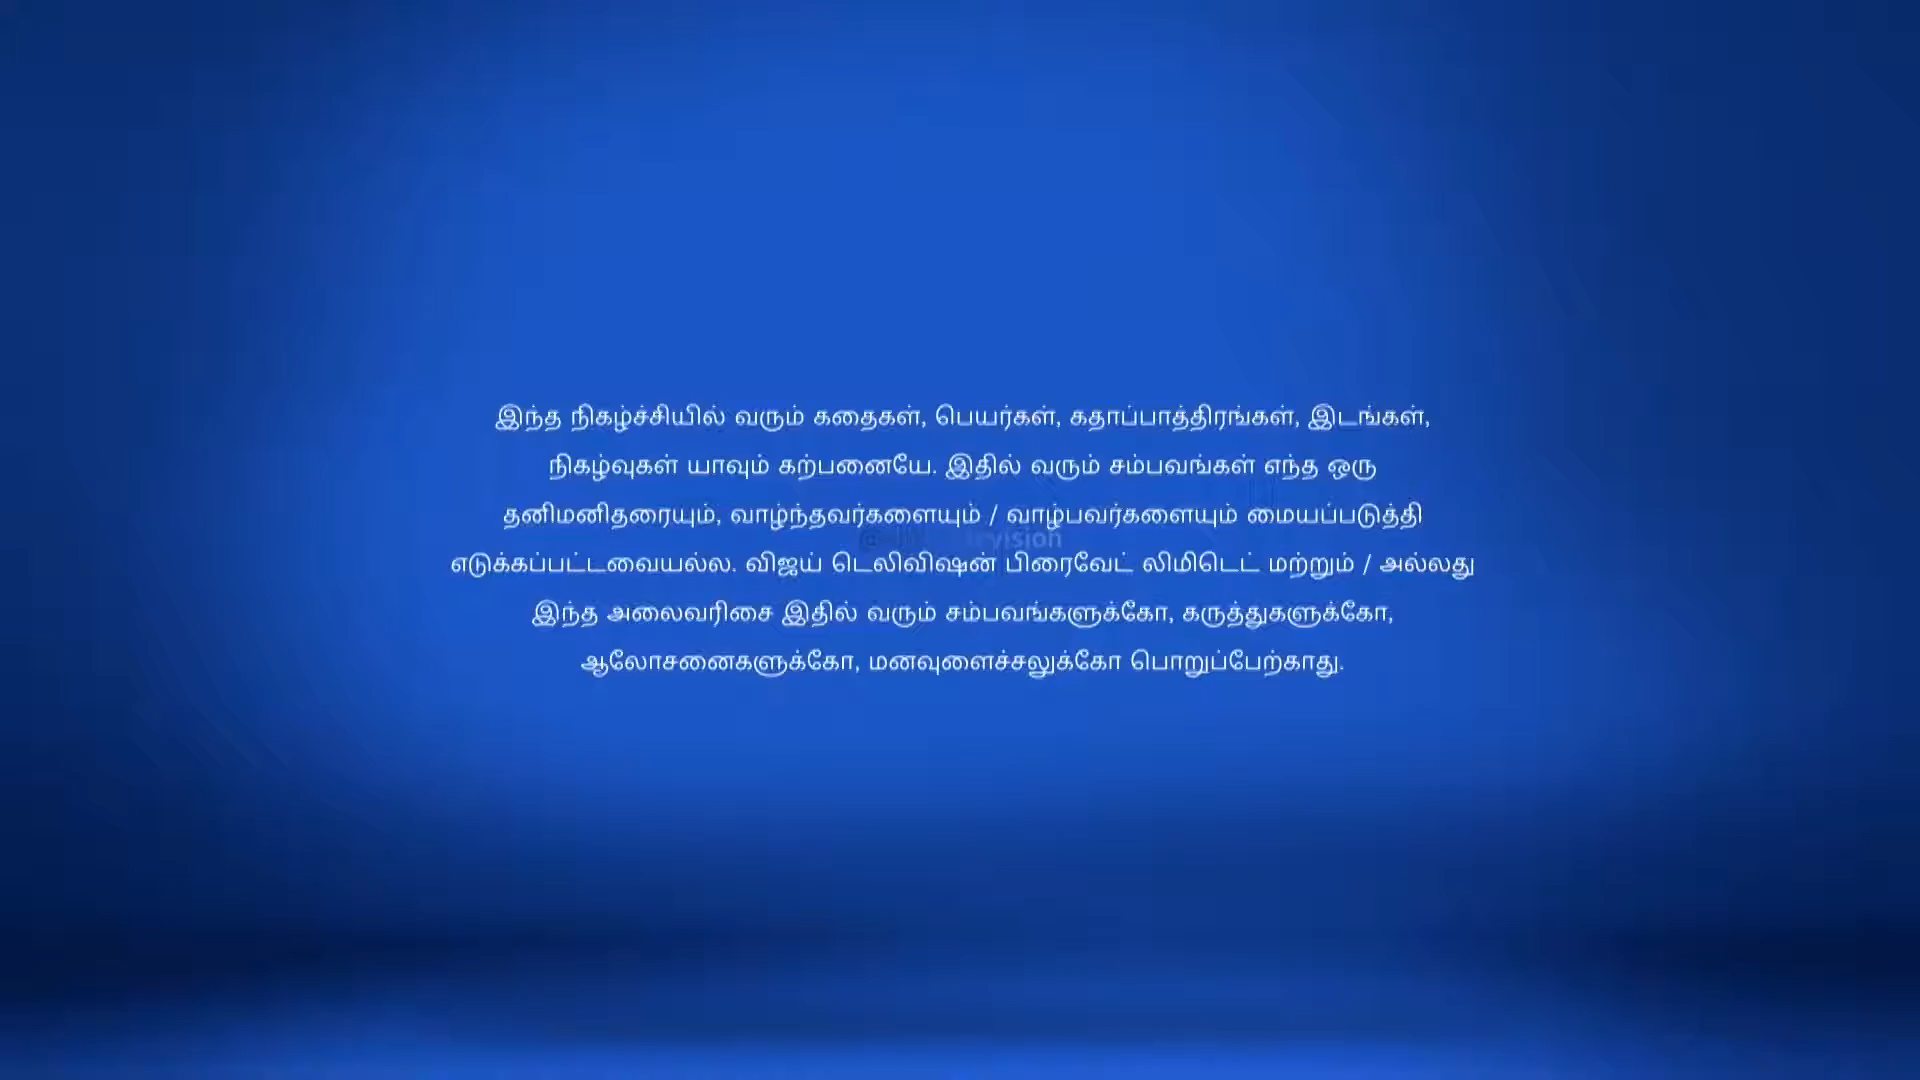 இந்த நிகழ்ச்சியில் வரும் கதைகள், பெயர்கள், கதாப்பாத்திரங்கள், இடங்கள்,
நிகழ்வுகள் யாவும் கற்பனையே. இதில் வரும் சம்பவங்கள் எந்த ஒரு
தனிமனிதரையும், வாழ்ந்தவர்களையும் / வாழ்பவர்களையும் மையப்படுத்தி
எடுக்கப்பட்டவையல்ல. விஜய் டெலிவிஷன் பிரைவேட் லிமிடெட் மற்றும் / அல்லது
இந்த அலைவரிசை இதில் வரும் சம்பவங்களுக்கோ, கருத்துகளுக்கோ,
ஆலோசனைகளுக்கோ, மனவுளைச்சலுக்கோ பொறுப்பேற்காது.